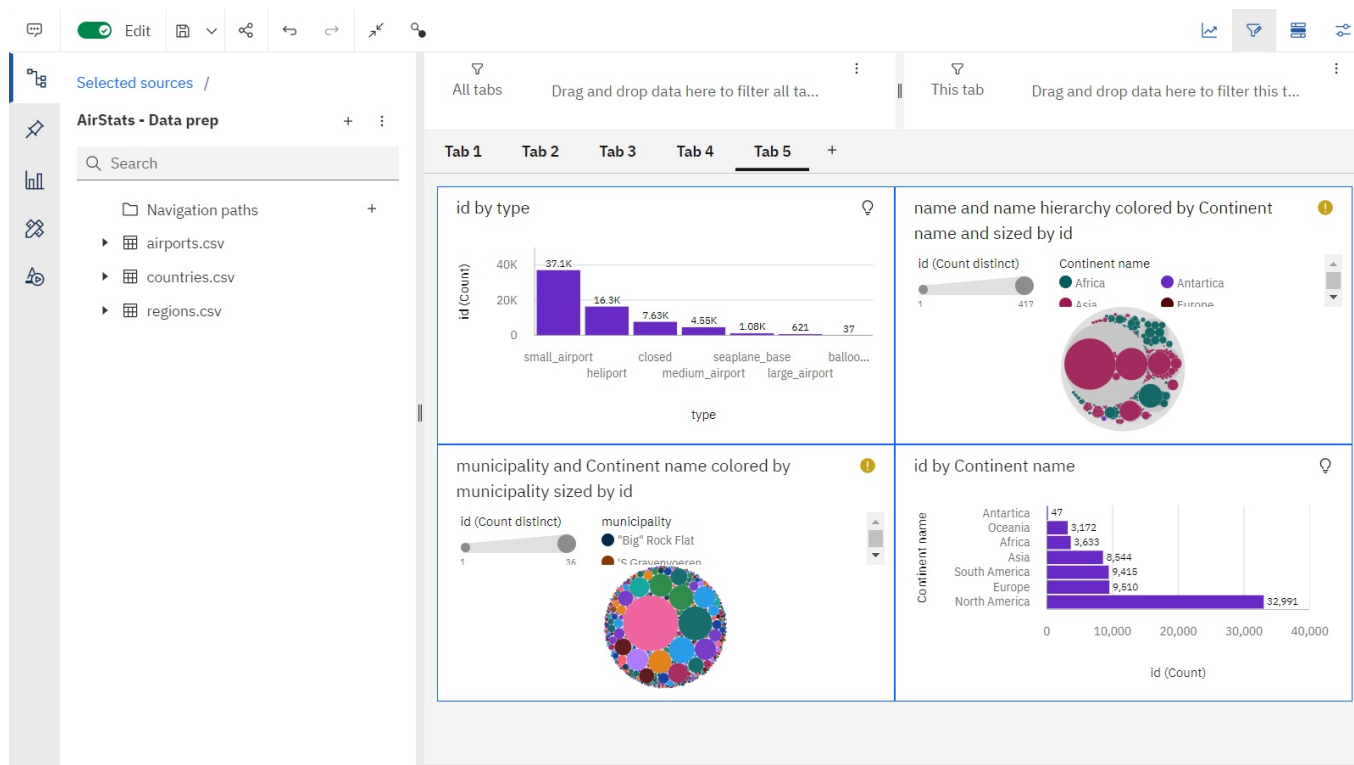 Edit
Selected sources /
AirStats - Data prep
Search
Navigation paths
airports.csv
countries.csv
regions.csv
All tabs
Drag and drop data here to filter all ta...
This tab
Drag and drop data here to filter this t...
Tab 1 Tab 2 Tab 3 Tab 4 Tab 5 +
id by type
id (Count)
40K
20K
0
37.1K
16.3K
7.63K
4.55K
1.08K
621
37
small_airport closed seaplane_base balloo...
heliport medium_airport large_airport
type
name and name hierarchy colored by Continent
name and sized by id
id (Count distinct)
1 417
Continent name
Africa Antartica
Asia Europe
municipality and Continent name colored by
municipality sized by id
id (Count distinct)
1 36
municipality
"Big" Rock Flat
'S Gravenvoeren
id by Continent name
Continent name
Antartica 47
Oceania 3,172
Africa 3,633
Asia 8,544
South America 9,415
Europe 9,510
North America 32,991
0 10,000 20,000 30,000 40,000
id (Count)